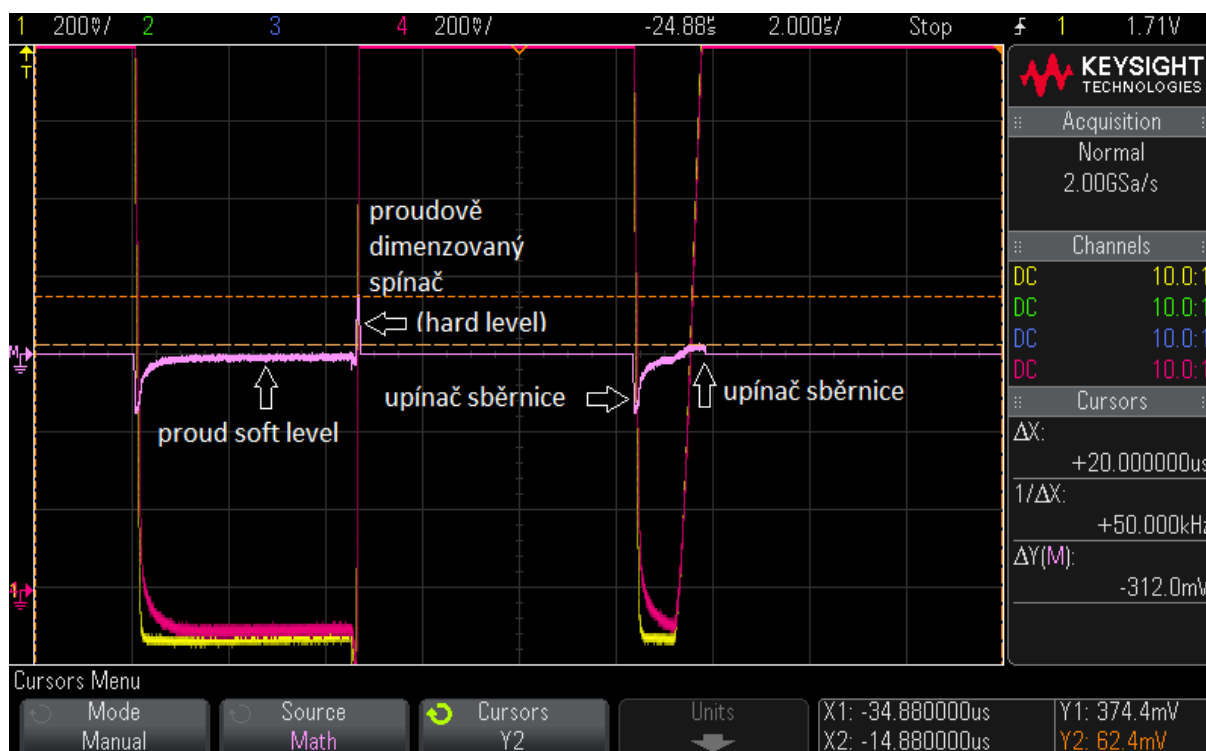 1 200㎷/ 2 3 4 200㎷/ -24.88㎲ 2.000㎲/ Stop 1 1.71V
T
KEYSIGHT
TECHNOLOGIES
Acquisition
Normal
2.00GSa/s
Channels
DC 10.0:1
DC 10.0:1
DC 10.0:1
DC 10.0:1
Cursors
ΔX:
+20.000000us
1/ΔX:
+50.000kHz
ΔY(M):
-312.0mV
proudově
dimenzovaný
spínač
(hard level)
M
upínač sběrnice
upínač sběrnice
proud soft level
Cursors Menu
Mode
Manual
Source
Math
Cursors
Y2
Units
X1: -34.880000us
X2: -14.880000us
Y1: 374.4mV
Y2: 62.4mV